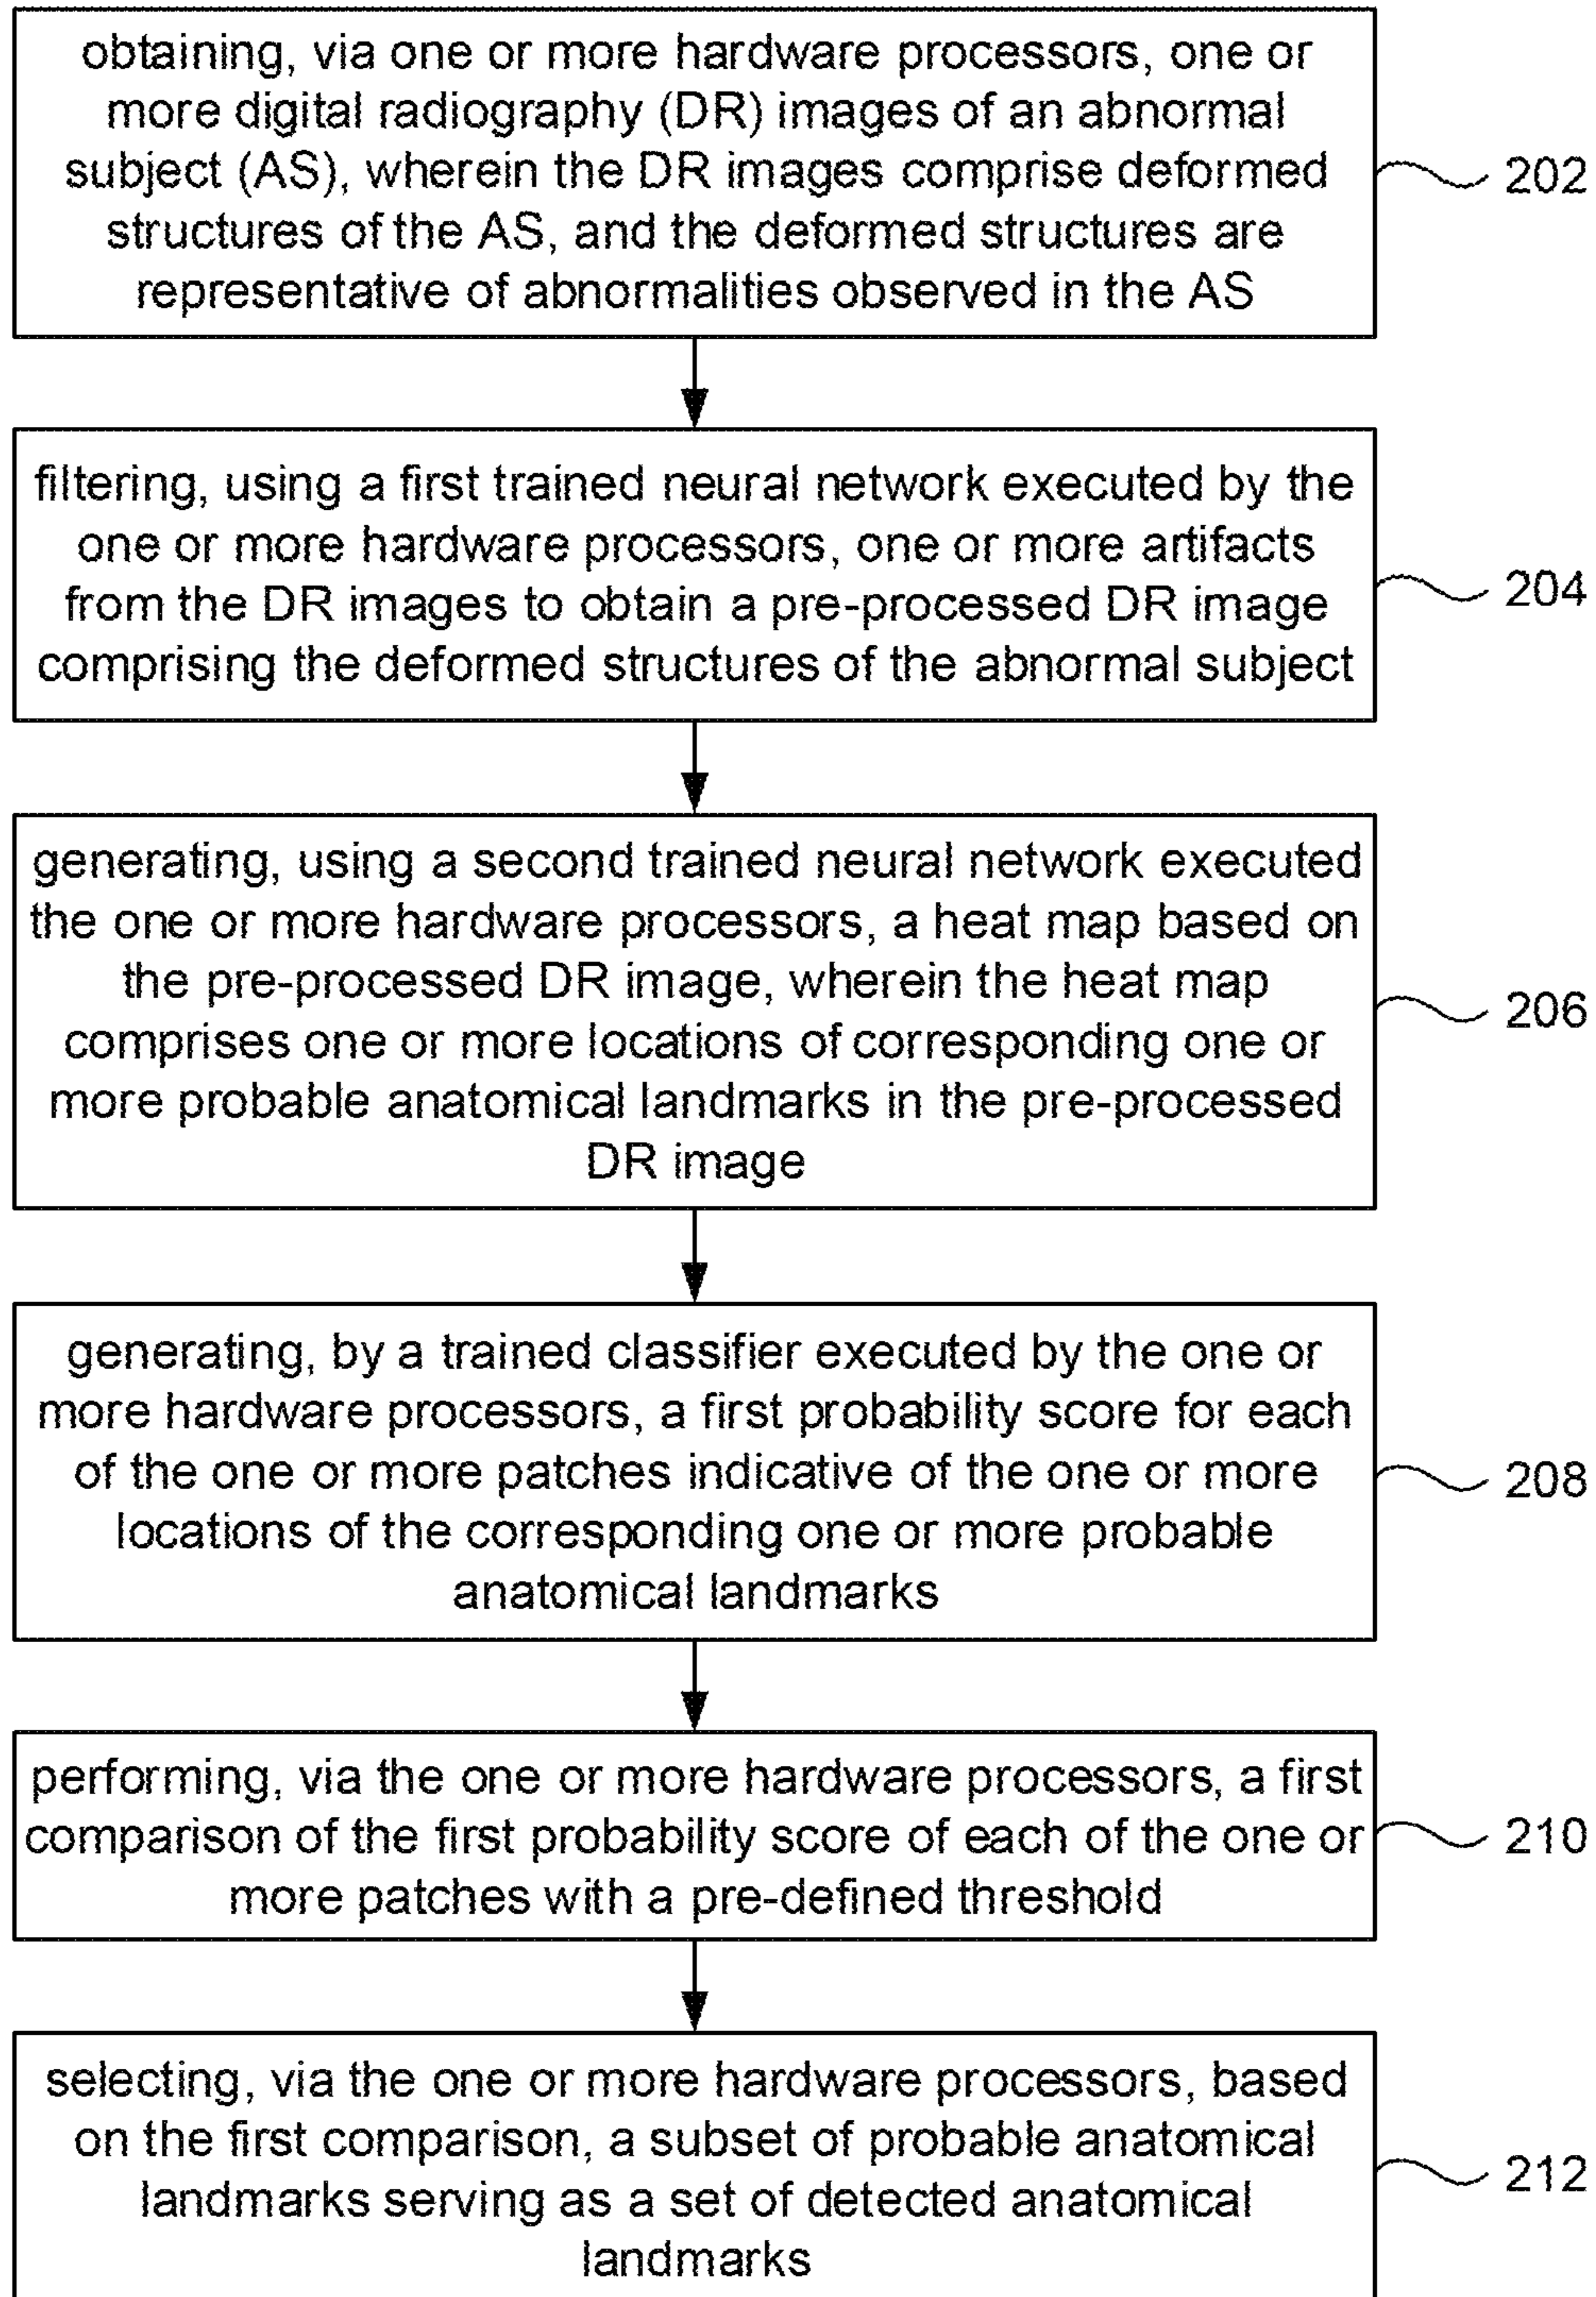 obtaining, via one or more hardware processors, one or
more digital radiography (DR) images of an abnormal
subject (AS), wherein the DR images comprise deformed
structures of the AS, and the deformed structures are
representative of abnormalities observed in the AS
202
filtering, using a first trained neural network executed by the
one or more hardware processors, one or more artifacts
from the DR images to obtain a pre-processed DR image
comprising the deformed structures of the abnormal subject
204
generating, using a second trained neural network executed
the one or more hardware processors, a heat map based on
the pre-processed DR image, wherein the heat map
comprises one or more locations of corresponding one or
more probable anatomical landmarks in the pre-processed
DR image
206
generating, by a trained classifier executed by the one or
more hardware processors, a first probability score for each
of the one or more patches indicative of the one or more
locations of the corresponding one or more probable
anatomical landmarks
208
performing, via the one or more hardware processors, a first
comparison of the first probability score of each of the one or
more patches with a pre-defined threshold
210
selecting, via the one or more hardware processors, based
on the first comparison, a subset of probable anatomical
landmarks serving as a set of detected anatomical
landmarks
212